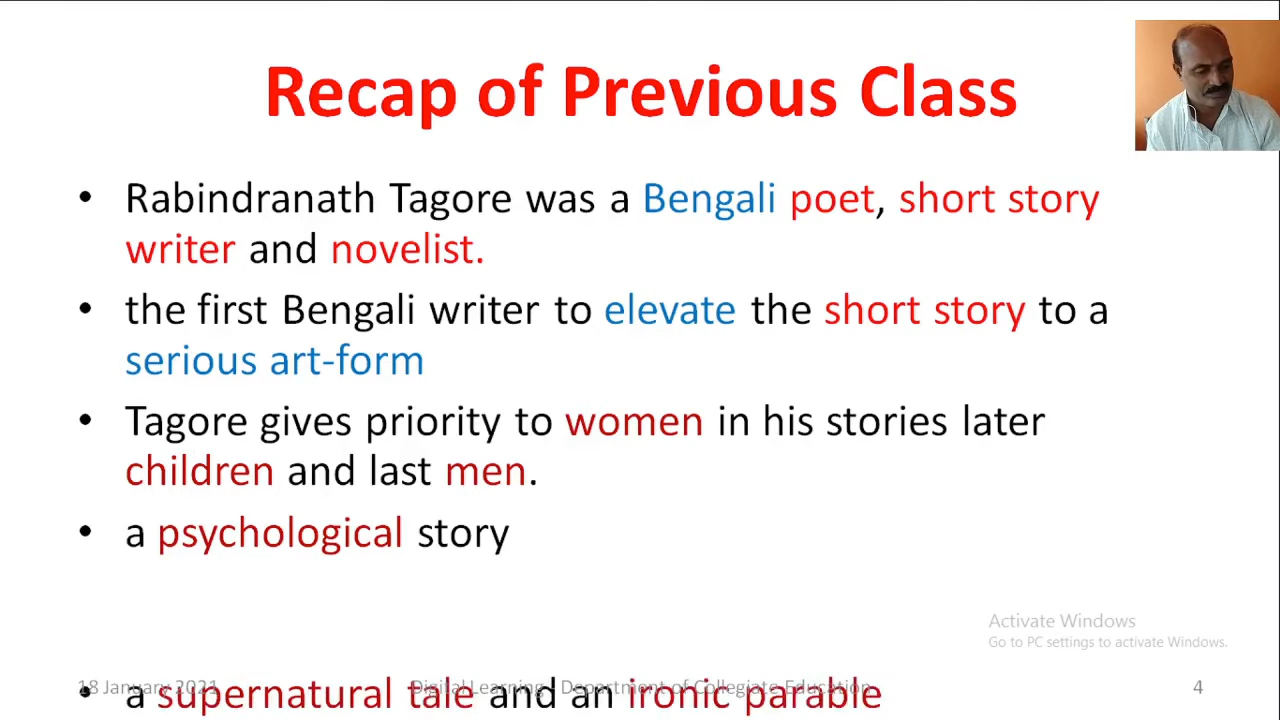 Recap of Previous Class
• Rabindranath Tagore was a Bengali poet, short story
writer and novelist.
• the first Bengali writer to elevate the short story to a
serious art-form
• Tagore gives priority to women in his stories later
children and last men.
• a psychological story
Activate Windows
Go to PC settings to activate Windows.
• a supernatural tale and an ironic parable
18 January 2021
Digital Learning - Department of Collegiate Education
4